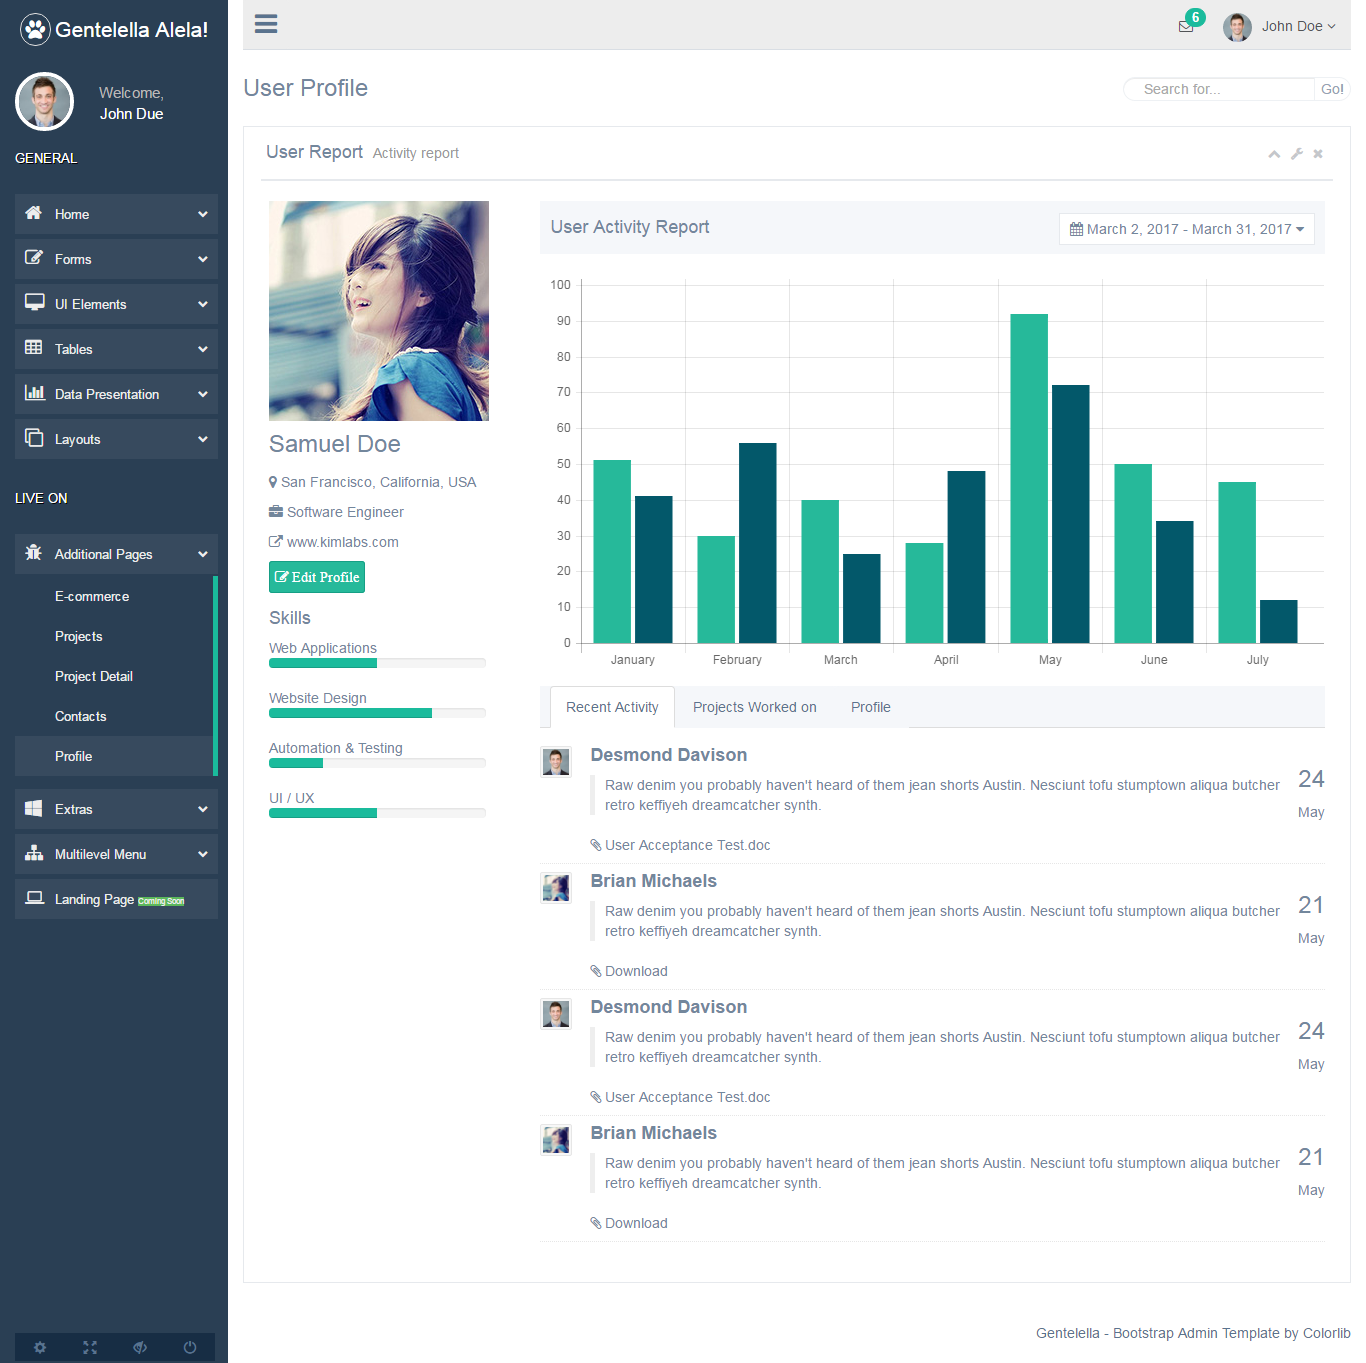 Gentelella Alela!
Welcome,
John Due
GENERAL
Home
Forms
UI Elements
Tables
Data Presentation
Layouts
LIVE ON
Additional Pages
E-commerce
Projects
Project Detail
Contacts
Profile
Extras
Multilevel Menu
Landing Page Coming Soon
6
John Doe
User Profile
Search for... Go!
User Report Activity report
Samuel Doe
San Francisco, California, USA
Software Engineer
www.kimlabs.com
Edit Profile
Skills
Web Applications
Website Design
Automation & Testing
UI / UX
User Activity Report
March 2, 2017 - March 31, 2017
100
90
80
70
60
50
40
30
20
10
0
January February March April May June July
Recent Activity Projects Worked on Profile
Desmond Davison
Raw denim you probably haven't heard of them jean shorts Austin. Nesciunt tofu stumptown aliqua butcher
retro keffiyeh dreamcatcher synth.
24
May
User Acceptance Test.doc
Brian Michaels
Raw denim you probably haven't heard of them jean shorts Austin. Nesciunt tofu stumptown aliqua butcher
retro keffiyeh dreamcatcher synth.
21
May
Download
Desmond Davison
Raw denim you probably haven't heard of them jean shorts Austin. Nesciunt tofu stumptown aliqua butcher
retro keffiyeh dreamcatcher synth.
24
May
User Acceptance Test.doc
Brian Michaels
Raw denim you probably haven't heard of them jean shorts Austin. Nesciunt tofu stumptown aliqua butcher
retro keffiyeh dreamcatcher synth.
21
May
Download
Gentelella - Bootstrap Admin Template by Colorlib